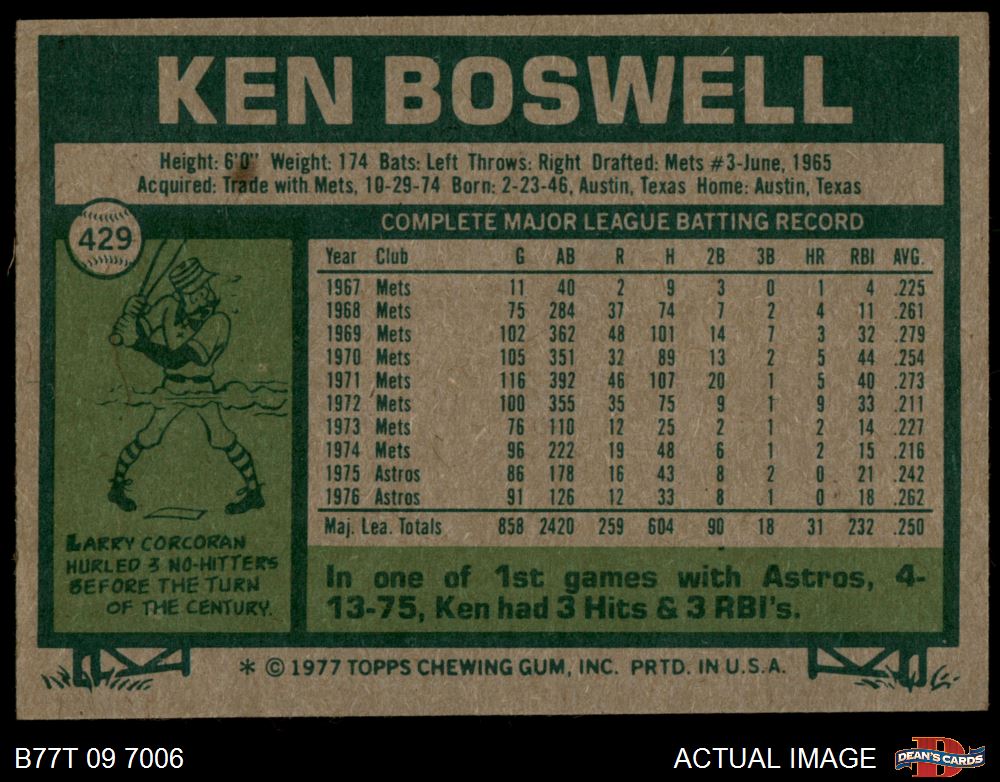 KEN BOSWELL
Height: 6'0" Weight: 174 Bats: Left Throws: Right Drafted: Mets #3-June, 1965
Acquired: Trade with Mets, 10-29-74 Born: 2-23-46, Austin, Texas Home: Austin, Texas
429
COMPLETE MAJOR LEAGUE BATTING RECORD
Year Club G AB R H 2B 3B HR RBI AVG.
1967 Mets 11 40 2 9 3 0 1 4 .225
1968 Mets 75 284 37 74 7 2 4 11 .261
1969 Mets 102 362 48 101 14 7 3 32 .279
1970 Mets 105 351 32 89 13 2 5 44 .254
1971 Mets 116 392 46 107 20 1 5 40 .273
1972 Mets 100 355 35 75 9 1 9 33 .211
1973 Mets 76 110 12 25 2 1 2 14 .227
1974 Mets 96 222 19 48 6 1 2 15 .216
1975 Astros 86 178 16 43 8 2 0 21 .242
1976 Astros 91 126 12 33 8 1 0 18 .262
Maj. Lea. Totals 858 2420 259 604 90 18 31 232 .250
LARRY CORCORAN
HURLED 3 NO-HITTERS
BEFORE THE TURN
OF THE CENTURY.
In one of 1st games with Astros, 4-
13-75, Ken had 3 Hits & 3 RBI's.
* © 1977 TOPPS CHEWING GUM, INC. PRTD. IN U.S.A.
B77T 09 7006
ACTUAL IMAGE
DEAN'S CARDS